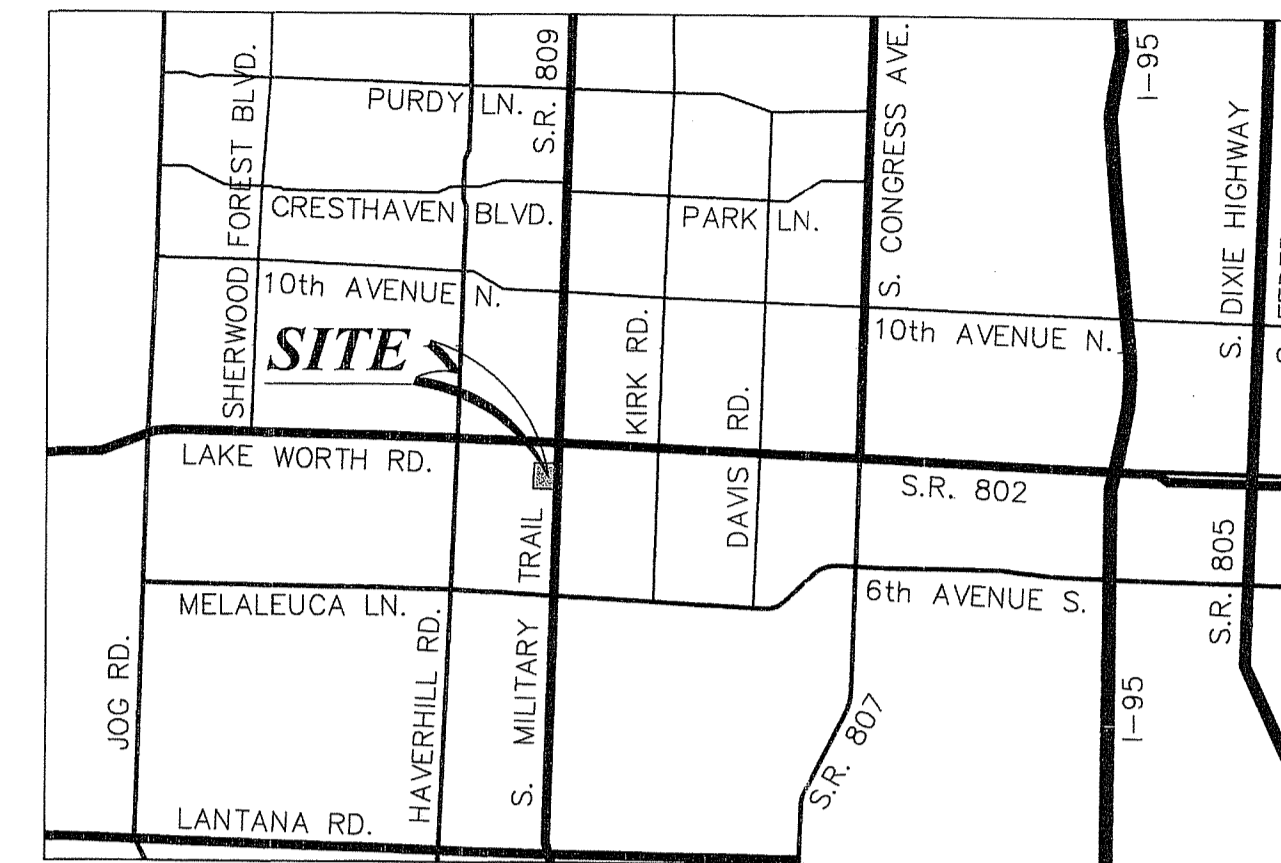 SHERWOOD FOREST BLVD.
PURDY LN.
S.R. 809
S. CONGRESS AVE.
I-95
S. DIXIE HIGHWAY
CRESTHAVEN BLVD.
PARK LN.
10th AVENUE N.
10th AVENUE N.
SITE
KIRK RD.
DAVIS RD.
LAKE WORTH RD.
S.R. 802
S. MILITARY TRAIL
MELALEUCA LN.
6th AVENUE S.
S.R. 805
JOG RD.
HAVERHILL RD.
S.R. 807
I-95
LANTANA RD.